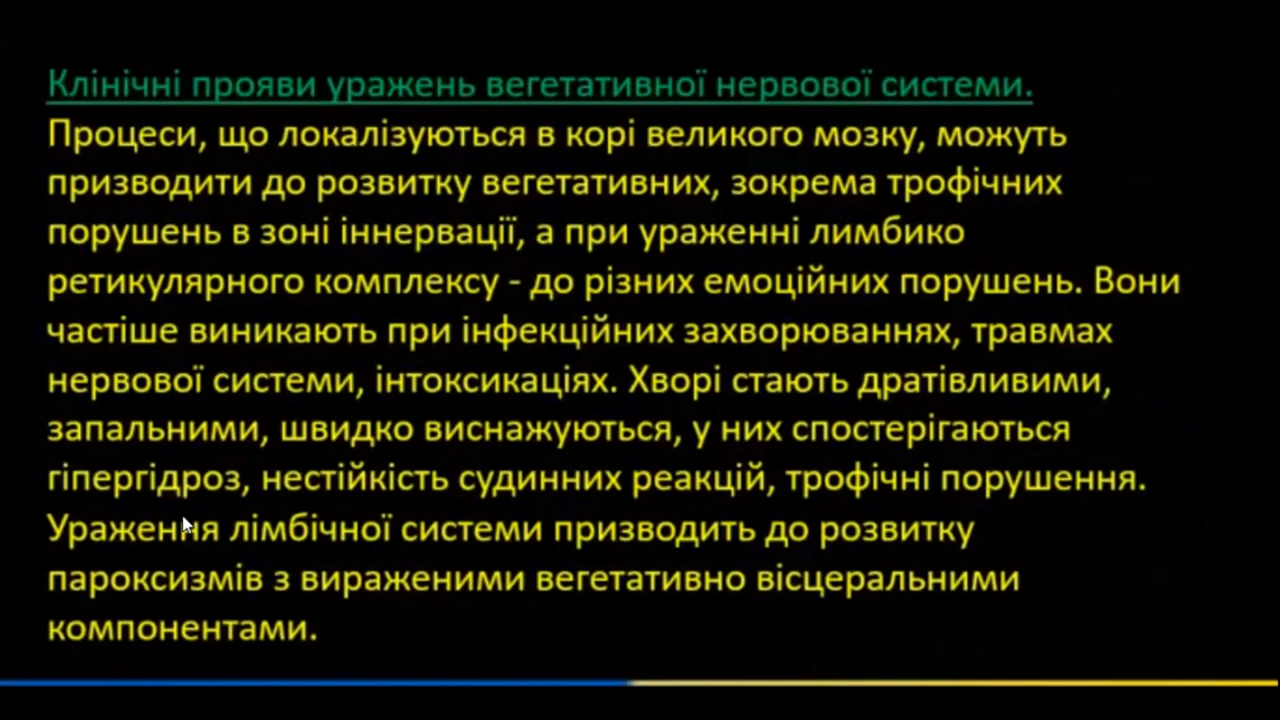 Клінічні прояви уражень вегетативної нервової системи.
Процеси, що локалізуються в корі великого мозку, можуть
призводити до розвитку вегетативних, зокрема трофічних
порушень в зоні іннервації, а при ураженні лимбико
ретикулярного комплексу - до різних емоційних порушень. Вони
частіше виникають при інфекційних захворюваннях, травмах
нервової системи, інтоксикаціях. Хворі стають дратівливими,
запальними, швидко виснажуються, у них спостерігаються
гіпергідроз, нестійкість судинних реакцій, трофічні порушення.
Ураження лімбічної системи призводить до розвитку
пароксизмів з вираженими вегетативно вісцеральними
компонентами.